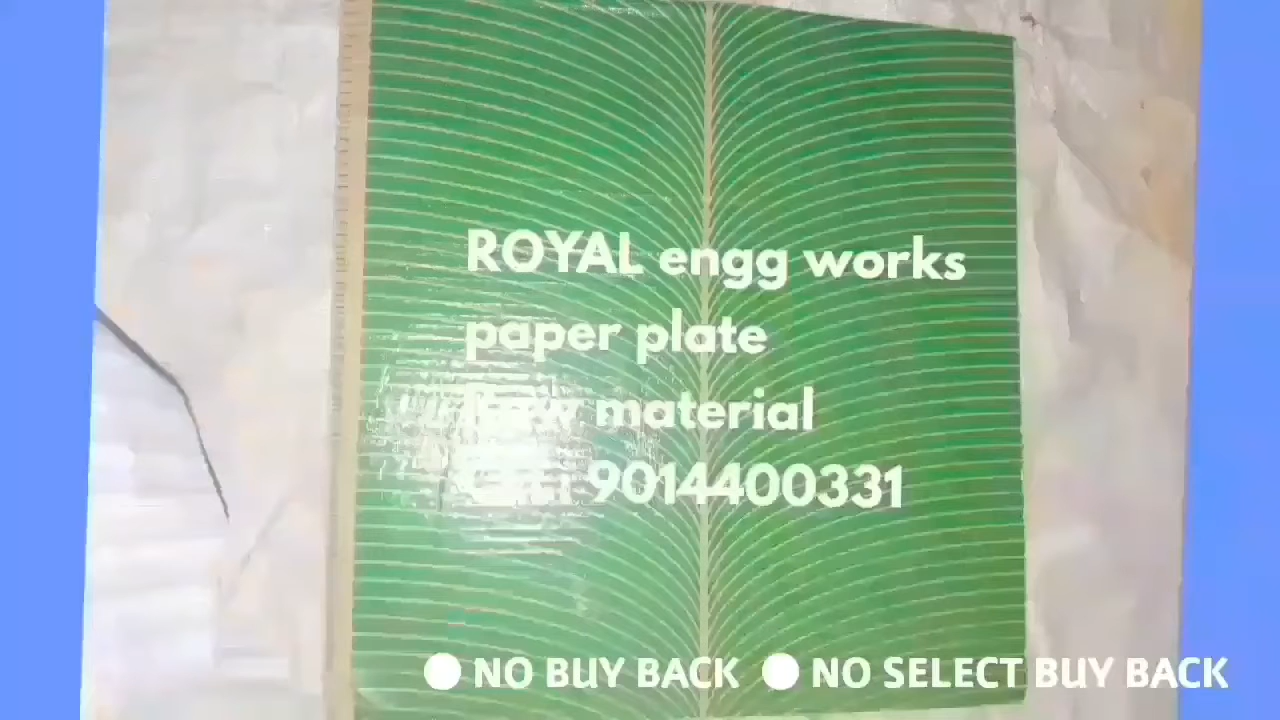 ROYAL engg works
paper plate
material
9014400331
NO BUY BACK NO SELECT BUY BACK